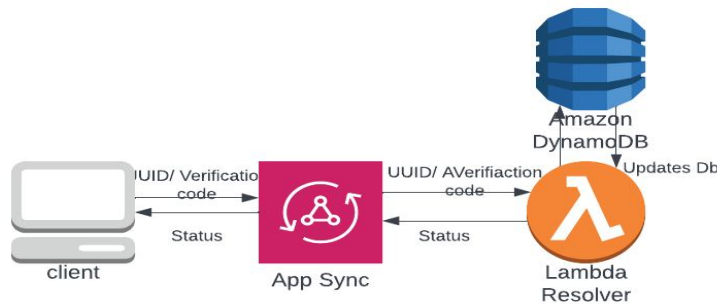 Amazon
DynamoDB
UUID/ Verificatio
code
UUID/ AVerifiaction
code
Updates Db
Status
Status
client
App Sync
Lambda
Resolver